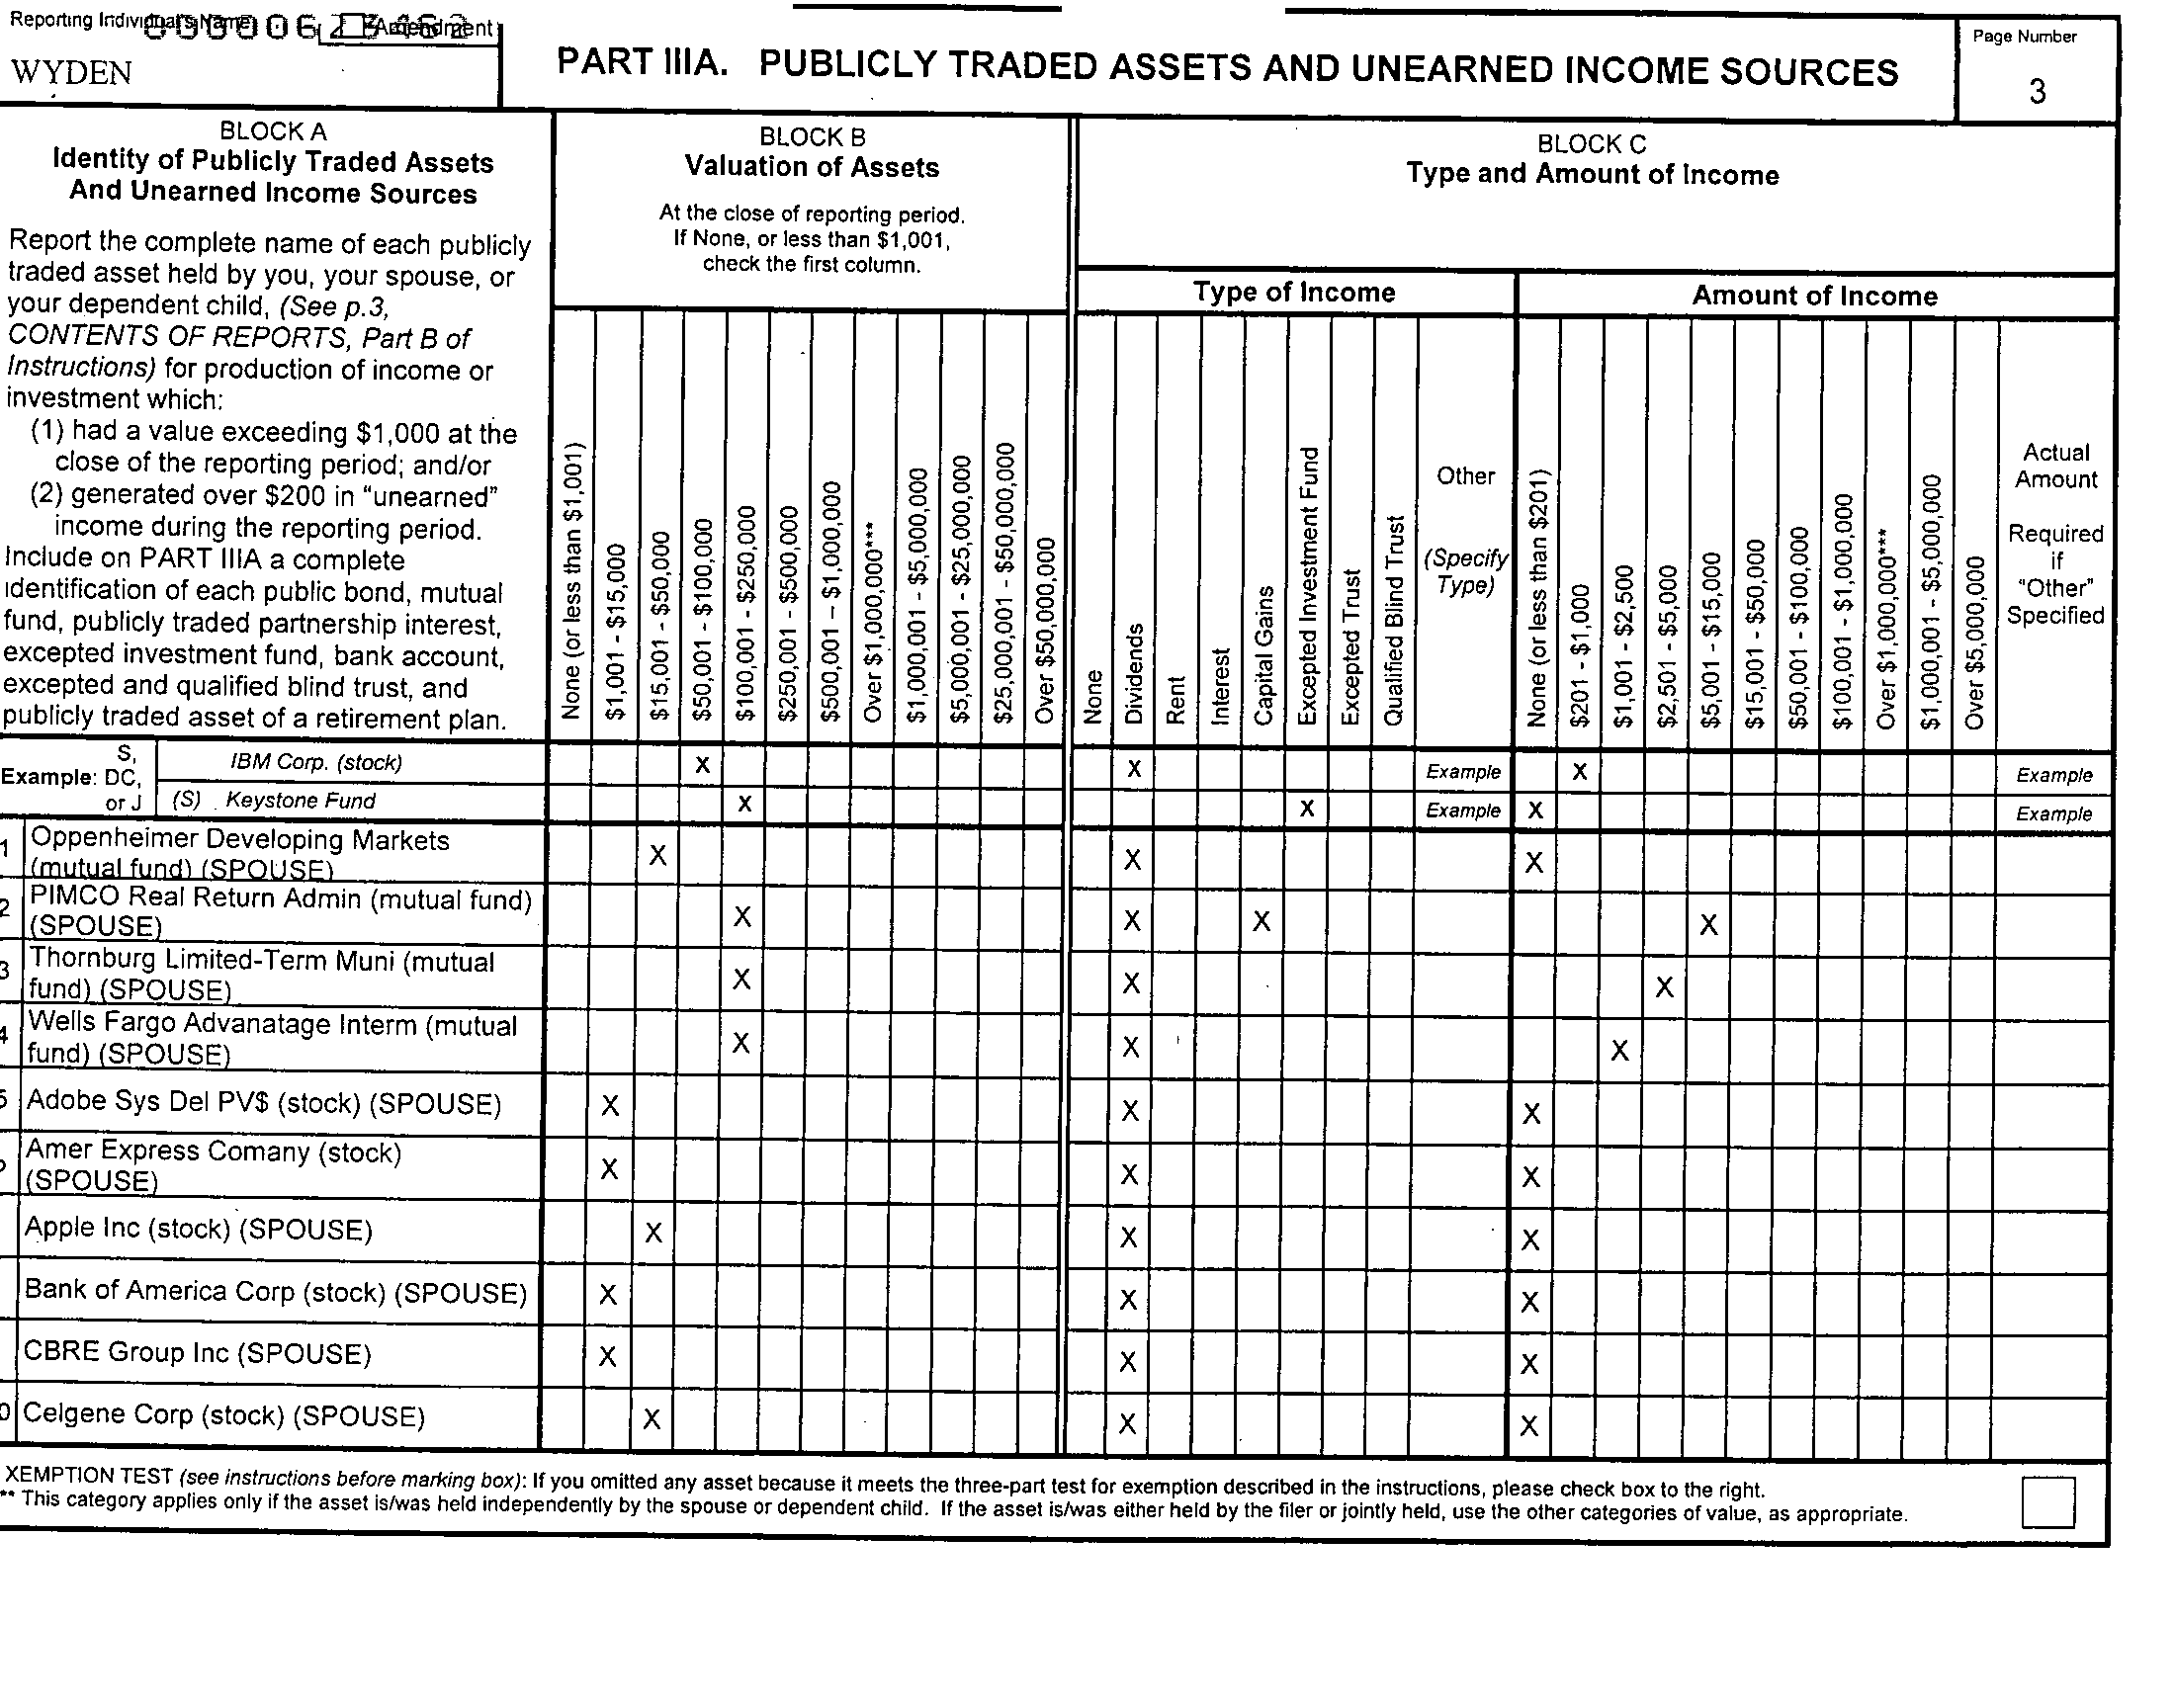 Reporting Individual's Name
Amendment
WYDEN
PART IIIA. PUBLICLY TRADED ASSETS AND UNEARNED INCOME SOURCES
Page Number
3
BLOCK A
Identity of Publicly Traded Assets
And Unearned Income Sources
Report the complete name of each publicly
traded asset held by you, your spouse, or
your dependent child, (See p.3,
CONTENTS OF REPORTS, Part B of
Instructions) for production of income or
investment which:
(1) had a value exceeding $1,000 at the
close of the reporting period; and/or
(2) generated over $200 in “unearned”
income during the reporting period.
Include on PART IIIA a complete
identification of each public bond, mutual
fund, publicly traded partnership interest,
excepted investment fund, bank account,
excepted and qualified blind trust, and
publicly traded asset of a retirement plan.
BLOCK B
Valuation of Assets
At the close of reporting period.
If None, or less than $1,001,
check the first column.
None (or less than $1,001)
$1,001 - $15,000
$15,001 - $50,000
$50,001 - $100,000
$100,001 - $250,000
$250,001 - $500,000
$500,001 – $1,000,000
Over $1,000,000***
$1,000,001 - $5,000,000
$5,000,001 - $25,000,000
$25,000,001 - $50,000,000
Over $50,000,000
BLOCK C
Type and Amount of Income
Type of Income
None
Dividends
Rent
Interest
Capital Gains
Excepted Investment Fund
Excepted Trust
Qualified Blind Trust
Other
(Specify
Type)
Amount of Income
None (or less than $201)
$201 - $1,000
$1,001 - $2,500
$2,501 - $5,000
$5,001 - $15,000
$15,001 - $50,000
$50,001 - $100,000
$100,001 - $1,000,000
Over $1,000,000***
$1,000,001 - $5,000,000
Over $5,000,000
Actual
Amount
Required
if
“Other”
Specified
Example: S, DC, or J
IBM Corp. (stock) X X Example X Example
(S) Keystone Fund X X Example X Example
1 Oppenheimer Developing Markets
(mutual fund) (SPOUSE) X X X
2 PIMCO Real Return Admin (mutual fund)
(SPOUSE) X X X X
3 Thornburg Limited-Term Muni (mutual
fund) (SPOUSE) X X X
4 Wells Fargo Advanatage Interm (mutual
fund) (SPOUSE) X X X
5 Adobe Sys Del PV$ (stock) (SPOUSE) X X X
Amer Express Comany (stock)
(SPOUSE) X X X
Apple Inc (stock) (SPOUSE) X X X
Bank of America Corp (stock) (SPOUSE) X X X
CBRE Group Inc (SPOUSE) X X X
0 Celgene Corp (stock) (SPOUSE) X X X
XEMPTION TEST (see instructions before marking box): If you omitted any asset because it meets the three-part test for exemption described in the instructions, please check box to the right.
** This category applies only if the asset is/was held independently by the spouse or dependent child. If the asset is/was either held by the filer or jointly held, use the other categories of value, as appropriate.